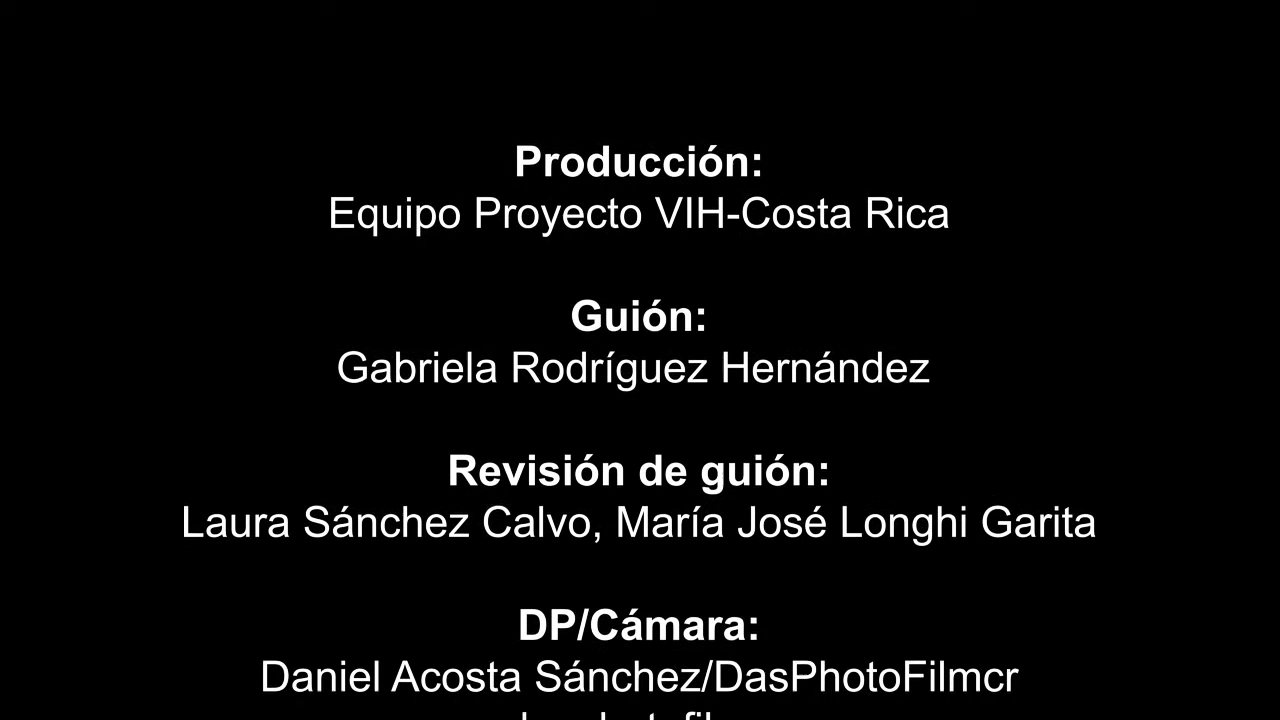 Producción:
Equipo Proyecto VIH-Costa Rica
Guión:
Gabriela Rodríguez Hernández
Revisión de guión:
Laura Sánchez Calvo, María José Longhi Garita
DP/Cámara:
Daniel Acosta Sánchez/DasPhotoFilmcr